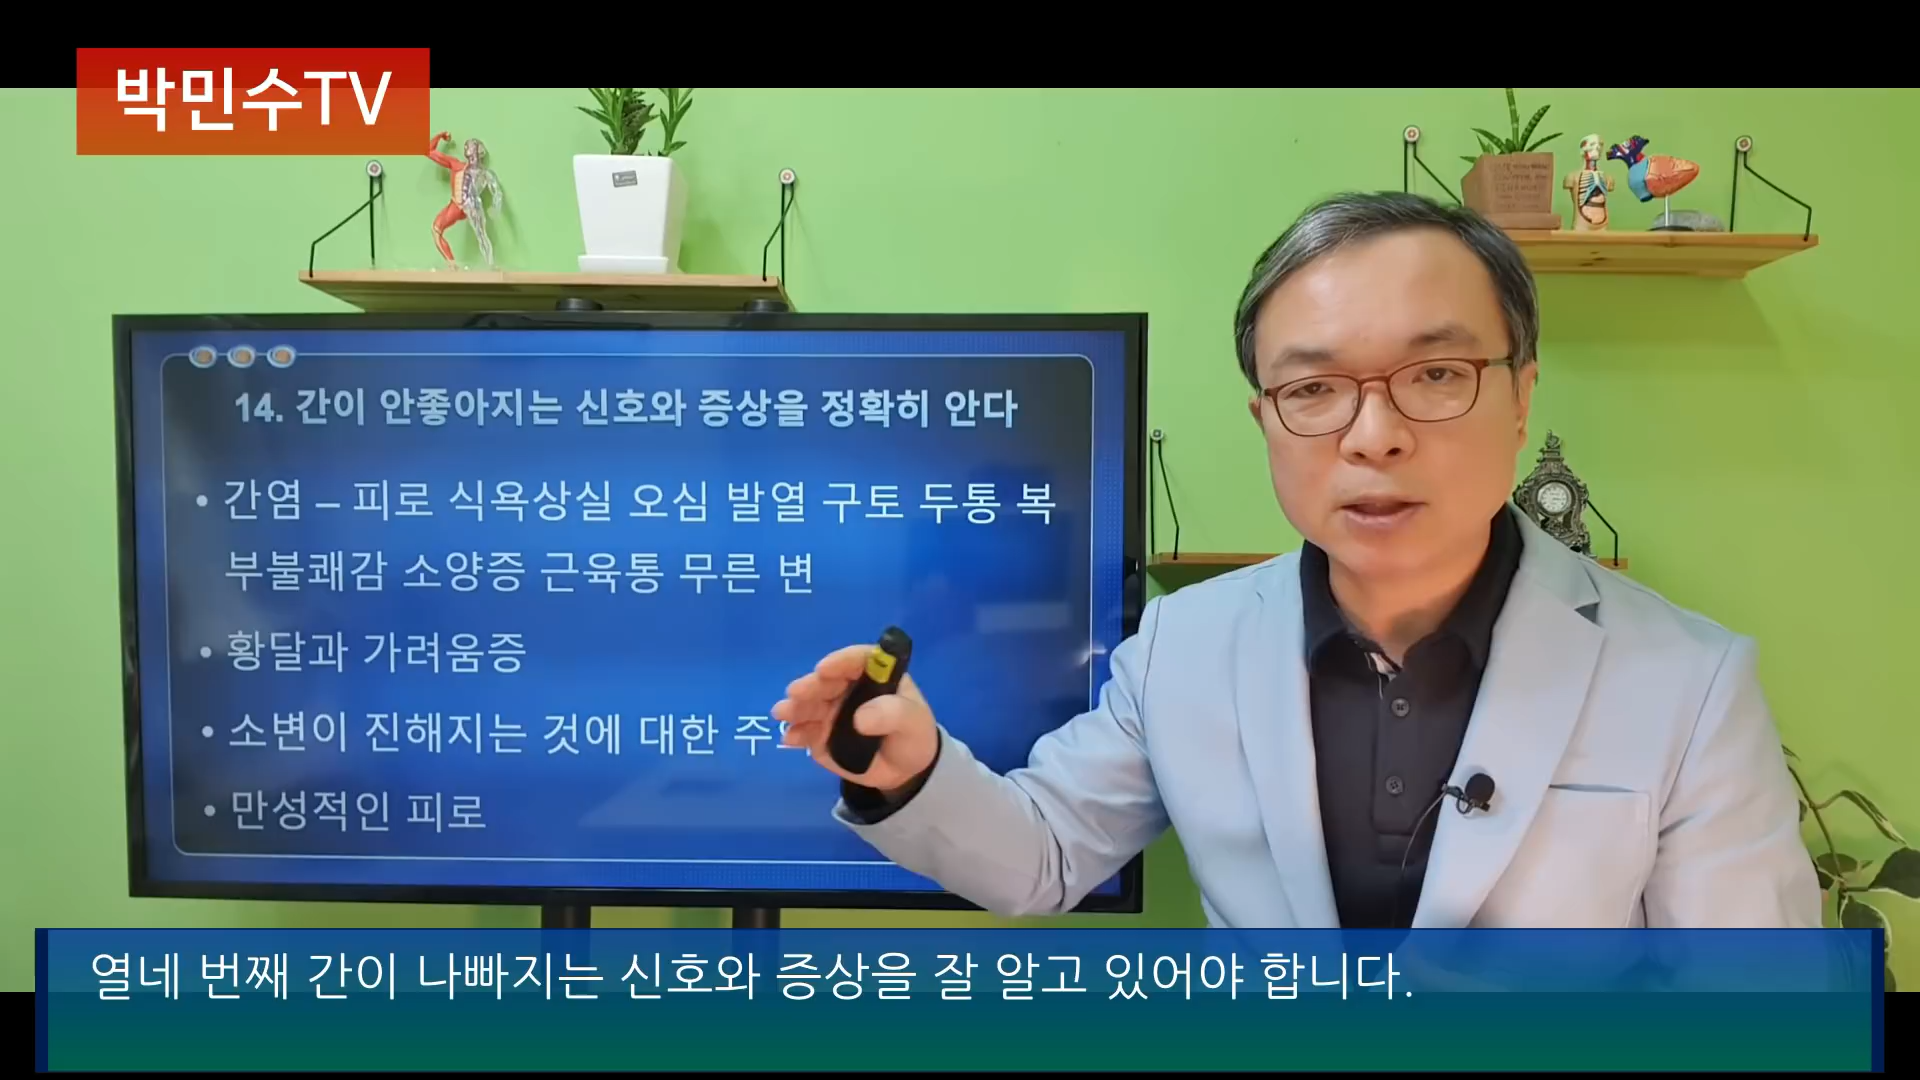 박민수TV
14. 간이 안좋아지는 신호와 증상을 정확히 안다
• 간염 – 피로 식욕상실 오심 발열 구토 두통 복
부불쾌감 소양증 근육통 무른 변
• 황달과 가려움증
• 소변이 진해지는 것에 대한
• 만성적인 피로
열네 번째 간이 나빠지는 신호와 증상을 잘 알고 있어야 합니다.